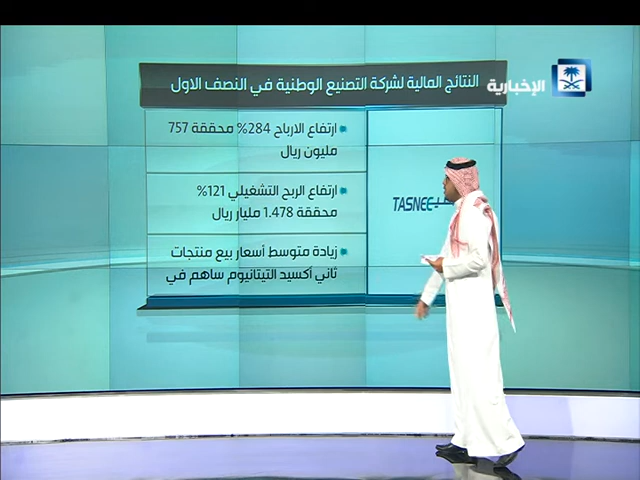 الإخبارية
النتائج المالية لشركة التصنيع الوطنية في النصف الاول
ارتفاع الارباح 284% محققة 757
مليون ريال
ارتفاع الربح التشغيلي 121%
محققة 1.478 مليار ريال
زيادة متوسط أسعار بيع منتجات
ثاني أكسيد التيتانيوم ساهم في
TASNEE